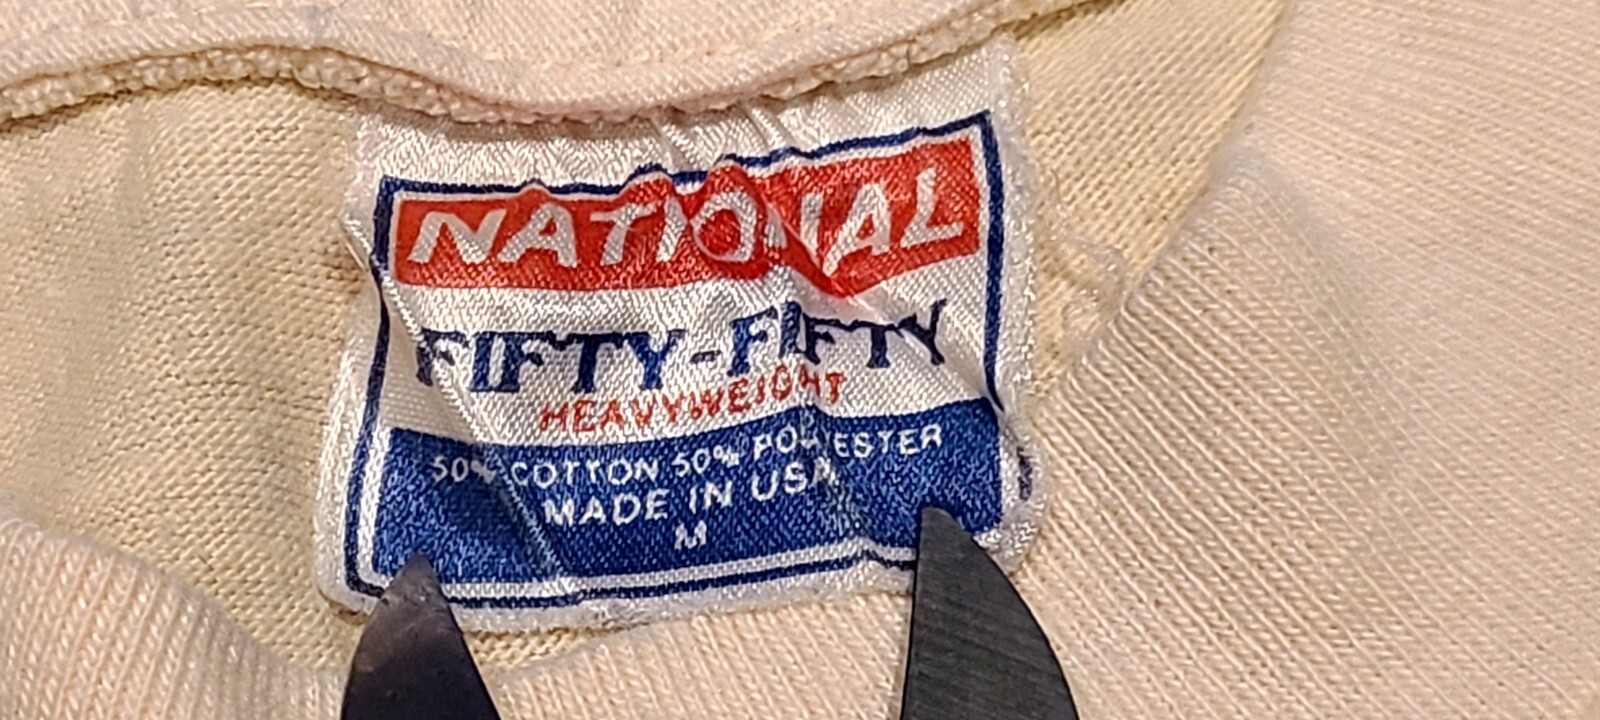 NATIONAL
FIFTY-FIFTY
HEAVYWEIGHT
50% COTTON 50% POLYESTER
MADE IN USA
M